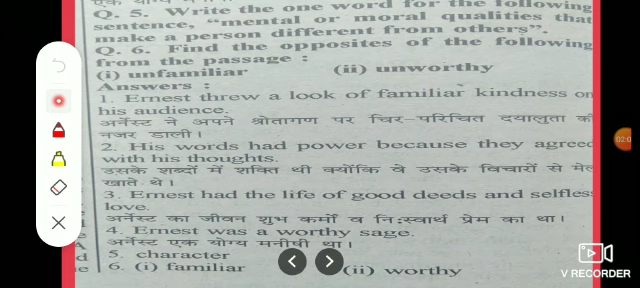 एक योग्य
Q. 5. Write the one word for the following
sentence, "mental or moral qualities that
make a person different from others".
Q. 6. Find the opposites of the following
from the passage :
(i) unfamiliar (ii) unworthy
Answers :
1. Ernest threw a look of familiar kindness on
his audience.
अर्नेस्ट ने अपने श्रोतागण पर चिर-परिचित दयालुता की
नजर डाली।
2. His words had power because they agreed
with his thoughts.
उसके शब्दों में शक्ति थी क्योंकि वे उसके विचारों से मेल
खाते थे।
3. Ernest had the life of good deeds and selfless
love.
अर्नेस्ट का जीवन शुभ कर्मों व निःस्वार्थ प्रेम का था।
4. Ernest was a worthy sage.
अर्नेस्ट एक योग्य मनीषी था।
5. character
6. (i) familiar (ii) worthy
02:0
V RECORDER